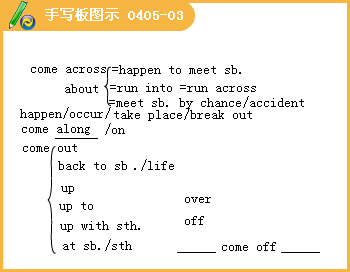 手写板图示 0405-03
come across =happen to meet sb.
about =run into =run across
=meet sb. by chance/accident
happen/occur/take place/break out
come along /on
come out
back to sb./life
up
up to over
up with sth. off
at sb./sth ______ come off ______